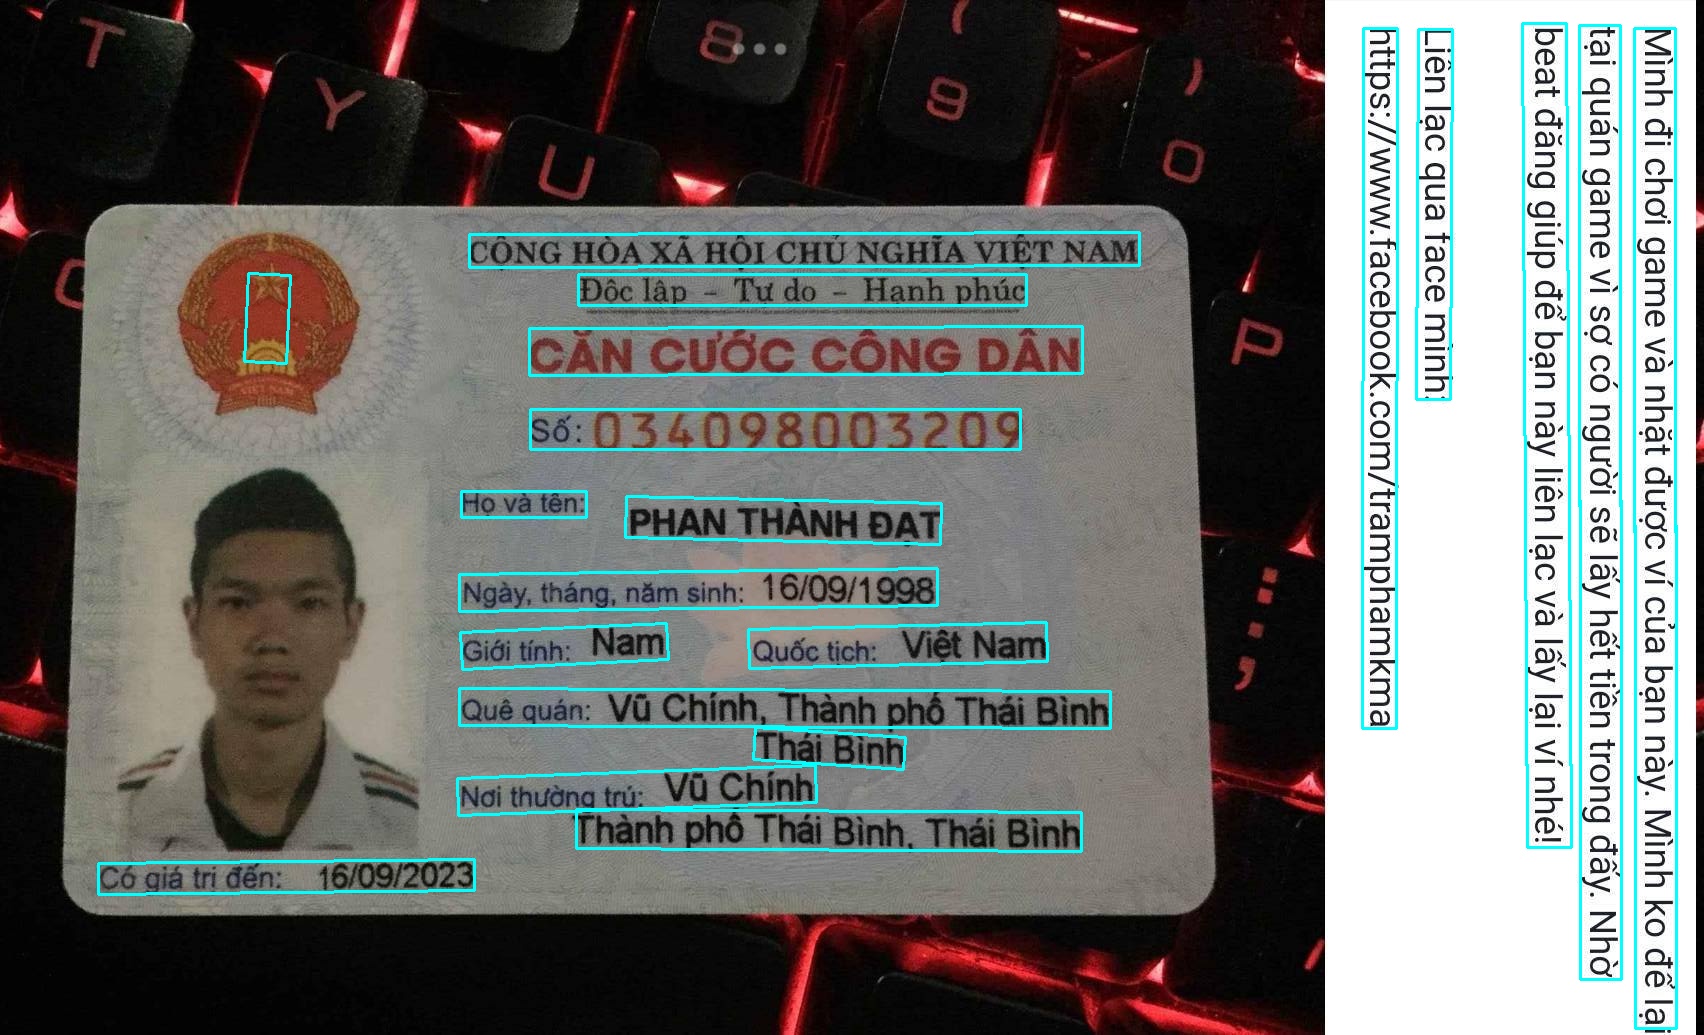 CỘNG HÒA XÃ HỘI CHỦ NGHĨA VIỆT NAM
Độc lập – Tự do – Hạnh phúc
CĂN CƯỚC CÔNG DÂN
Số: 034098003209
Họ và tên: PHAN THÀNH ĐẠT
Ngày, tháng, năm sinh: 16/09/1998
Giới tính: Nam Quốc tịch: Việt Nam
Quê quán: Vũ Chính, Thành phố Thái Bình
Thái Bình
Nơi thường trú: Vũ Chính
Thành phố Thái Bình, Thái Bình
Có giá trị đến: 16/09/2023
T
Y
U
8
(
9
)
0
P
:
;
Mình đi chơi game và nhặt được ví của bạn này. Mình ko để lại
tại quán game vì sợ có người sẽ lấy hết tiền trong đấy. Nhờ
beat đăng giúp để bạn này liên lạc và lấy lại ví nhé!
Liên lạc qua face mình:
https://www.facebook.com/tramphamkma